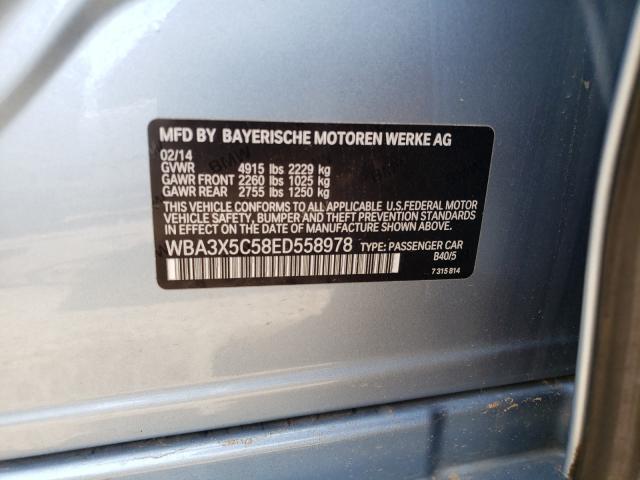 MFD BY BAYERISCHE MOTOREN WERKE AG
02/14
GVWR 4915 lbs 2229 kg
GAWR FRONT 2260 lbs 1025 kg
GAWR REAR 2755 lbs 1250 kg
THIS VEHICLE CONFORMS TO ALL APPLICABLE U.S.FEDERAL MOTOR
VEHICLE SAFETY, BUMPER AND THEFT PREVENTION STANDARDS
IN EFFECT ON THE DATE OF MANUFACTURE SHOWN ABOVE.
WBA3X5C58ED558978 TYPE: PASSENGER CAR
B40/5
7 315 814